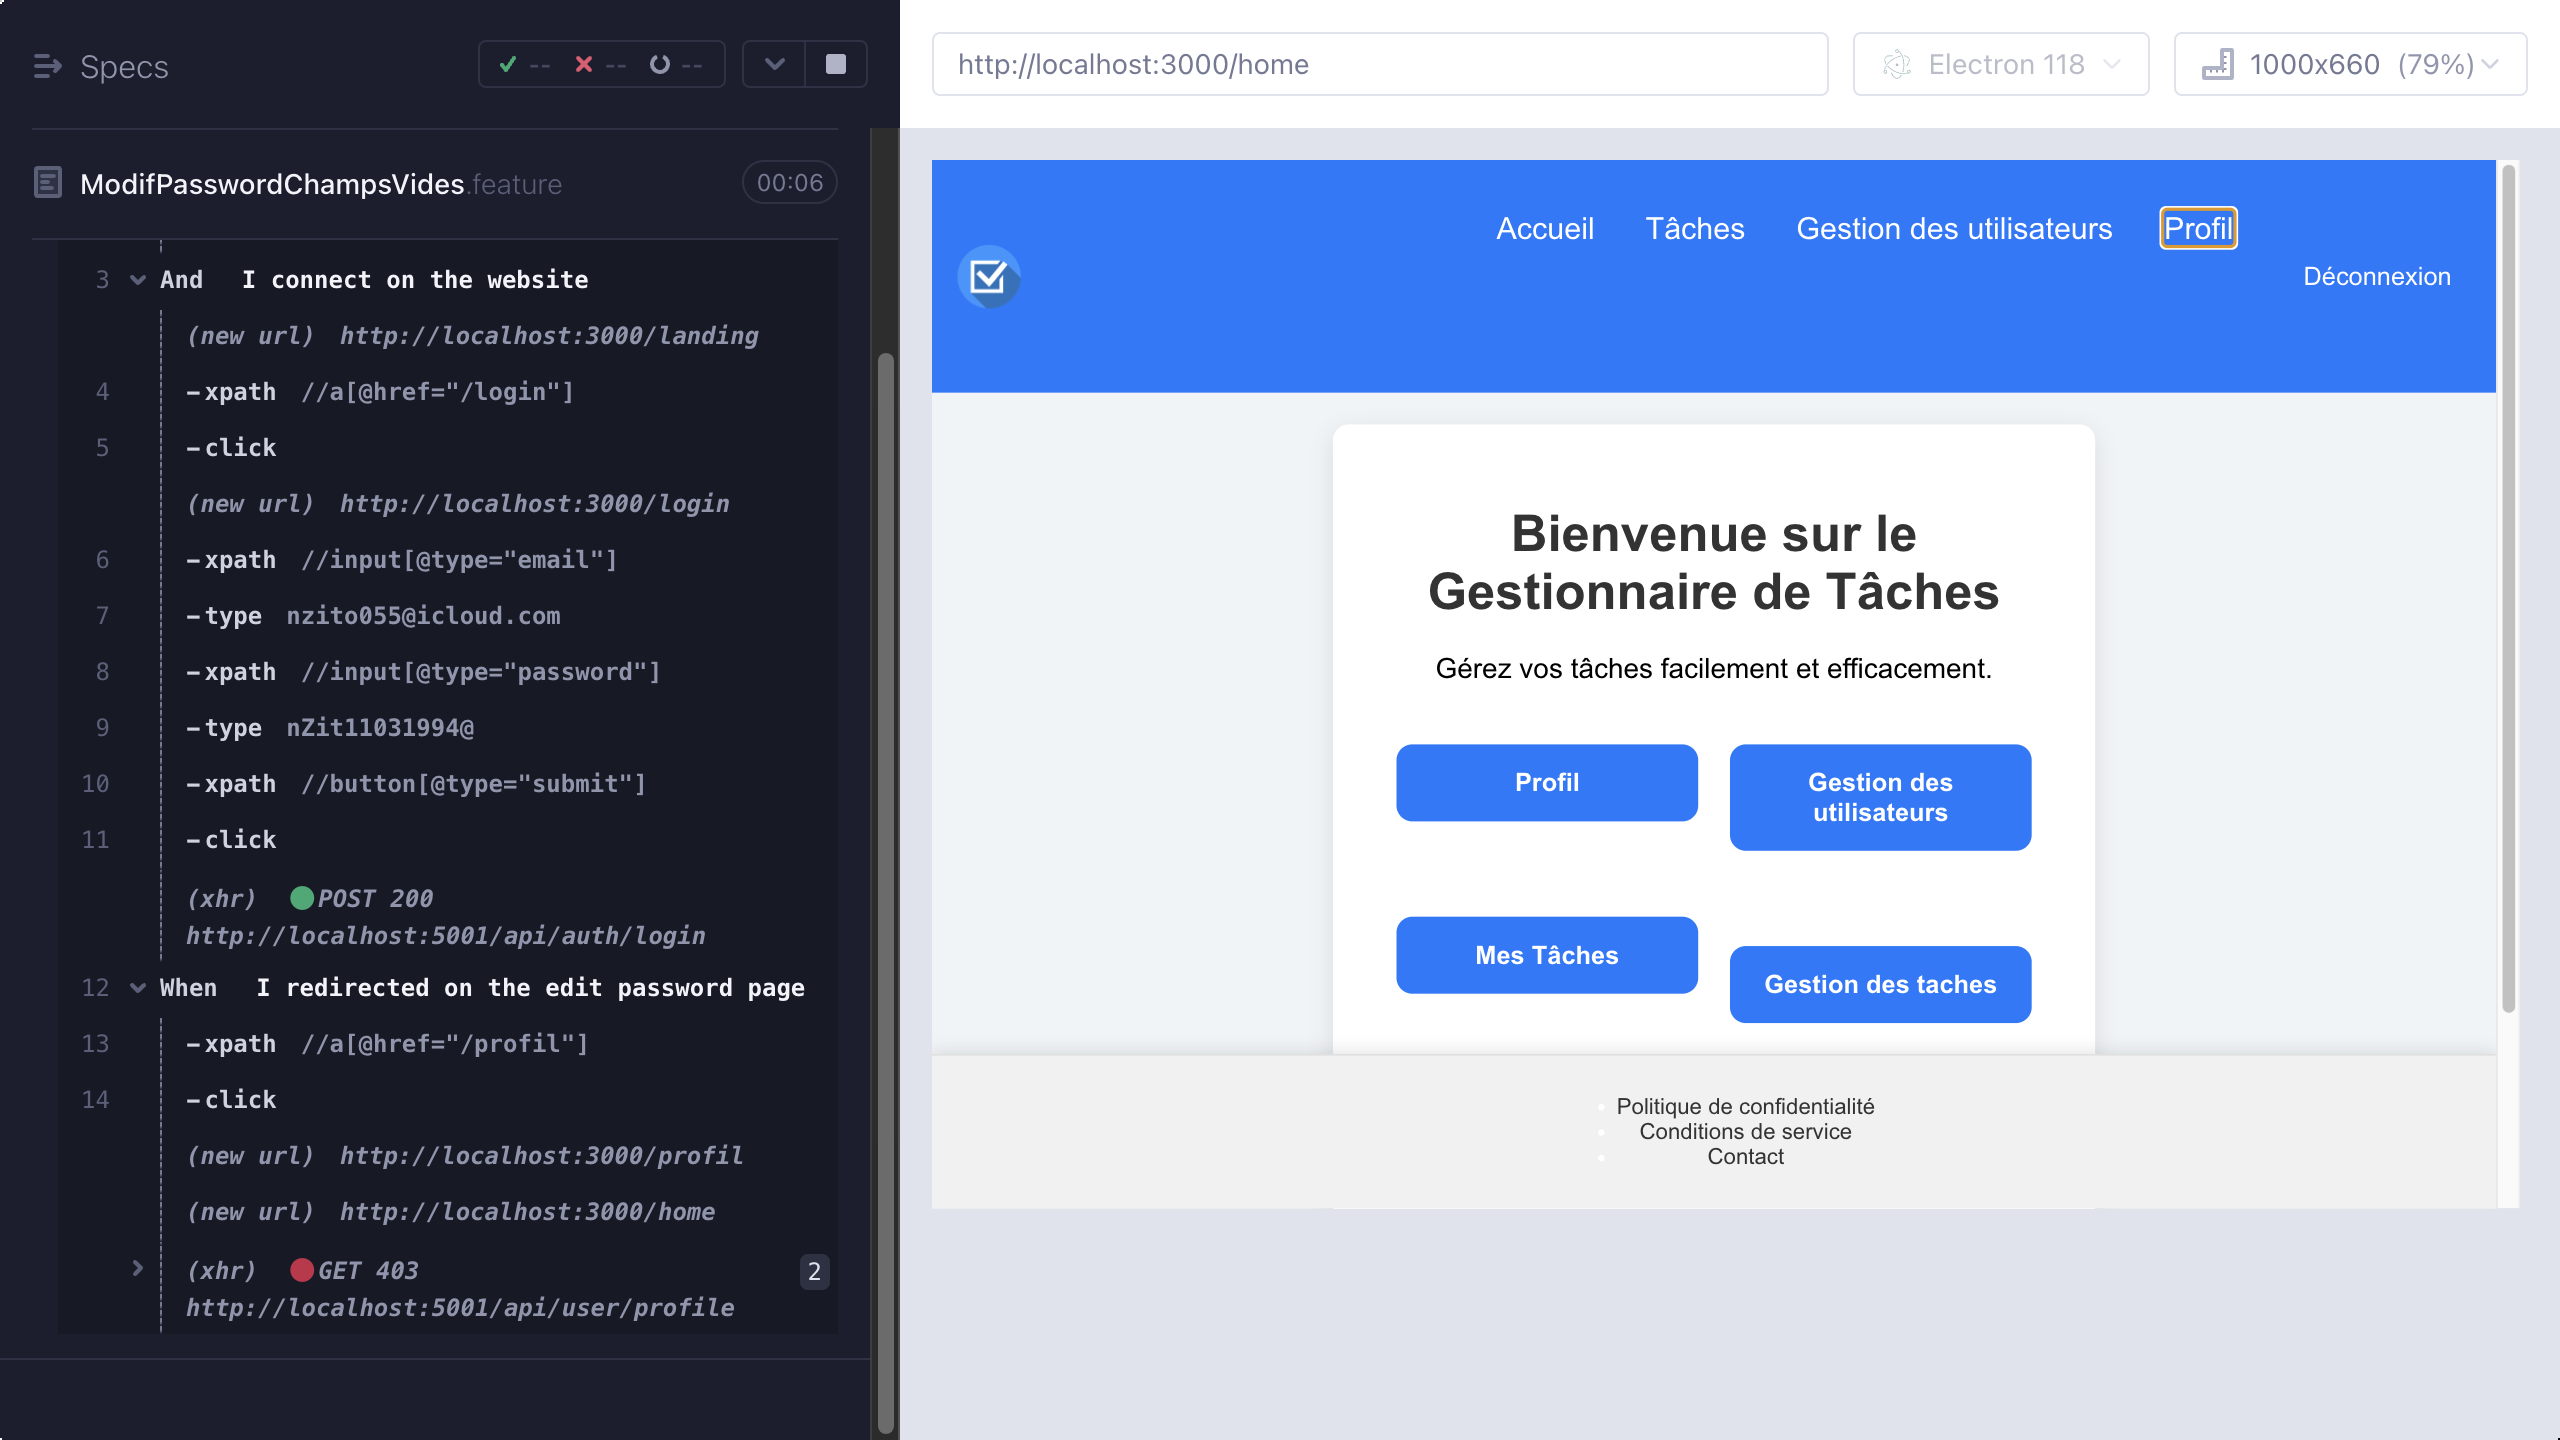 Specs
-- -- --
ModifPasswordChampsVides.feature 00:06
3 And I connect on the website
(new url) http://localhost:3000/landing
4 -xpath //a[@href="/login"]
5 -click
(new url) http://localhost:3000/login
6 -xpath //input[@type="email"]
7 -type nzito055@icloud.com
8 -xpath //input[@type="password"]
9 -type nZit11031994@
10 -xpath //button[@type="submit"]
11 -click
(xhr) POST 200
http://localhost:5001/api/auth/login
12 When I redirected on the edit password page
13 -xpath //a[@href="/profil"]
14 -click
(new url) http://localhost:3000/profil
(new url) http://localhost:3000/home
(xhr) GET 403 2
http://localhost:5001/api/user/profile
http://localhost:3000/home Electron 118 1000x660 (79%)
Accueil Tâches Gestion des utilisateurs Profil
Déconnexion
Bienvenue sur le
Gestionnaire de Tâches
Gérez vos tâches facilement et efficacement.
Profil
Gestion des
utilisateurs
Mes Tâches
Gestion des taches
Politique de confidentialité
Conditions de service
Contact